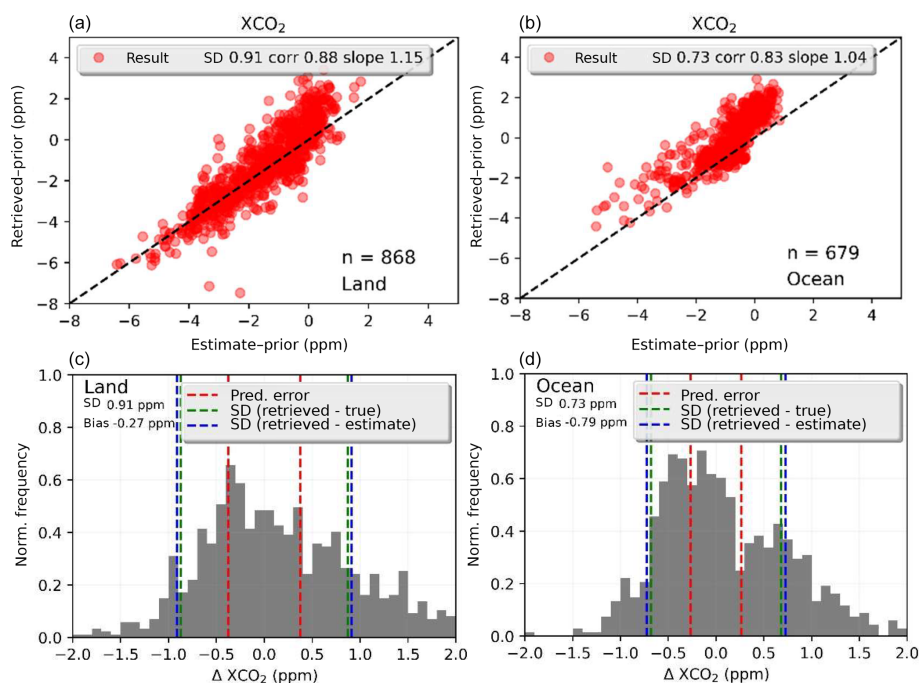 (a)
XCO₂
Result SD 0.91 corr 0.88 slope 1.15
Retrieved–prior (ppm)
4
2
0
−2
−4
−6
−8
n = 868
Land
−8 −6 −4 −2 0 2 4
Estimate–prior (ppm)
(b)
XCO₂
Result SD 0.73 corr 0.83 slope 1.04
Retrieved–prior (ppm)
4
2
0
−2
−4
−6
−8
n = 679
Ocean
−8 −6 −4 −2 0 2 4
Estimate–prior (ppm)
(c)
Land
SD 0.91 ppm
Bias -0.27 ppm
Pred. error
SD (retrieved - true)
SD (retrieved - estimate)
Norm. frequency
1.0
0.8
0.6
0.4
0.2
0.0
−2.0 −1.5 −1.0 −0.5 0.0 0.5 1.0 1.5 2.0
Δ XCO₂ (ppm)
(d)
Ocean
SD 0.73 ppm
Bias -0.79 ppm
Pred. error
SD (retrieved - true)
SD (retrieved - estimate)
Norm. frequency
1.0
0.8
0.6
0.4
0.2
0.0
−2.0 −1.5 −1.0 −0.5 0.0 0.5 1.0 1.5 2.0
Δ XCO₂ (ppm)